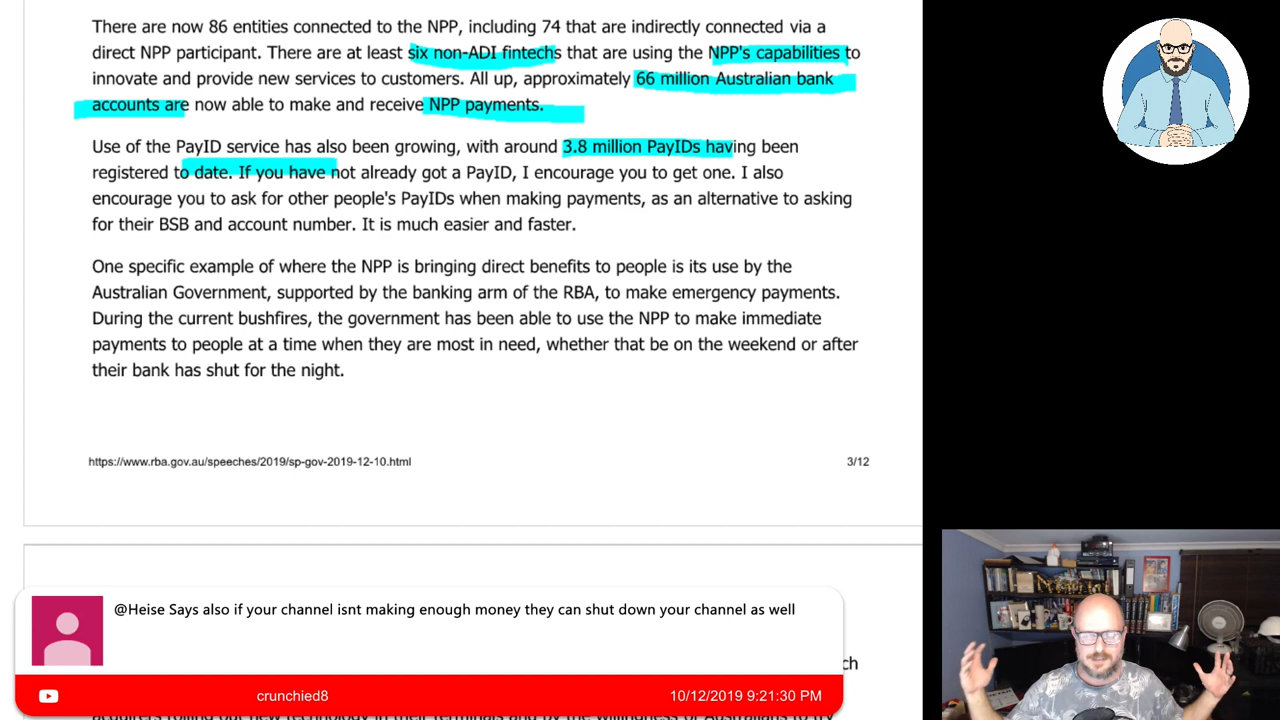 There are now 86 entities connected to the NPP, including 74 that are indirectly connected via a
direct NPP participant. There are at least six non-ADI fintechs that are using the NPP's capabilities to
innovate and provide new services to customers. All up, approximately 66 million Australian bank
accounts are now able to make and receive NPP payments.
Use of the PayID service has also been growing, with around 3.8 million PayIDs having been
registered to date. If you have not already got a PayID, I encourage you to get one. I also
encourage you to ask for other people's PayIDs when making payments, as an alternative to asking
for their BSB and account number. It is much easier and faster.
One specific example of where the NPP is bringing direct benefits to people is its use by the
Australian Government, supported by the banking arm of the RBA, to make emergency payments.
During the current bushfires, the government has been able to use the NPP to make immediate
payments to people at a time when they are most in need, whether that be on the weekend or after
their bank has shut for the night.
https://www.rba.gov.au/speeches/2019/sp-gov-2019-12-10.html 3/12
@Heise Says also if your channel isnt making enough money they can shut down your channel as well
ch
crunchied8 10/12/2019 9:21:30 PM